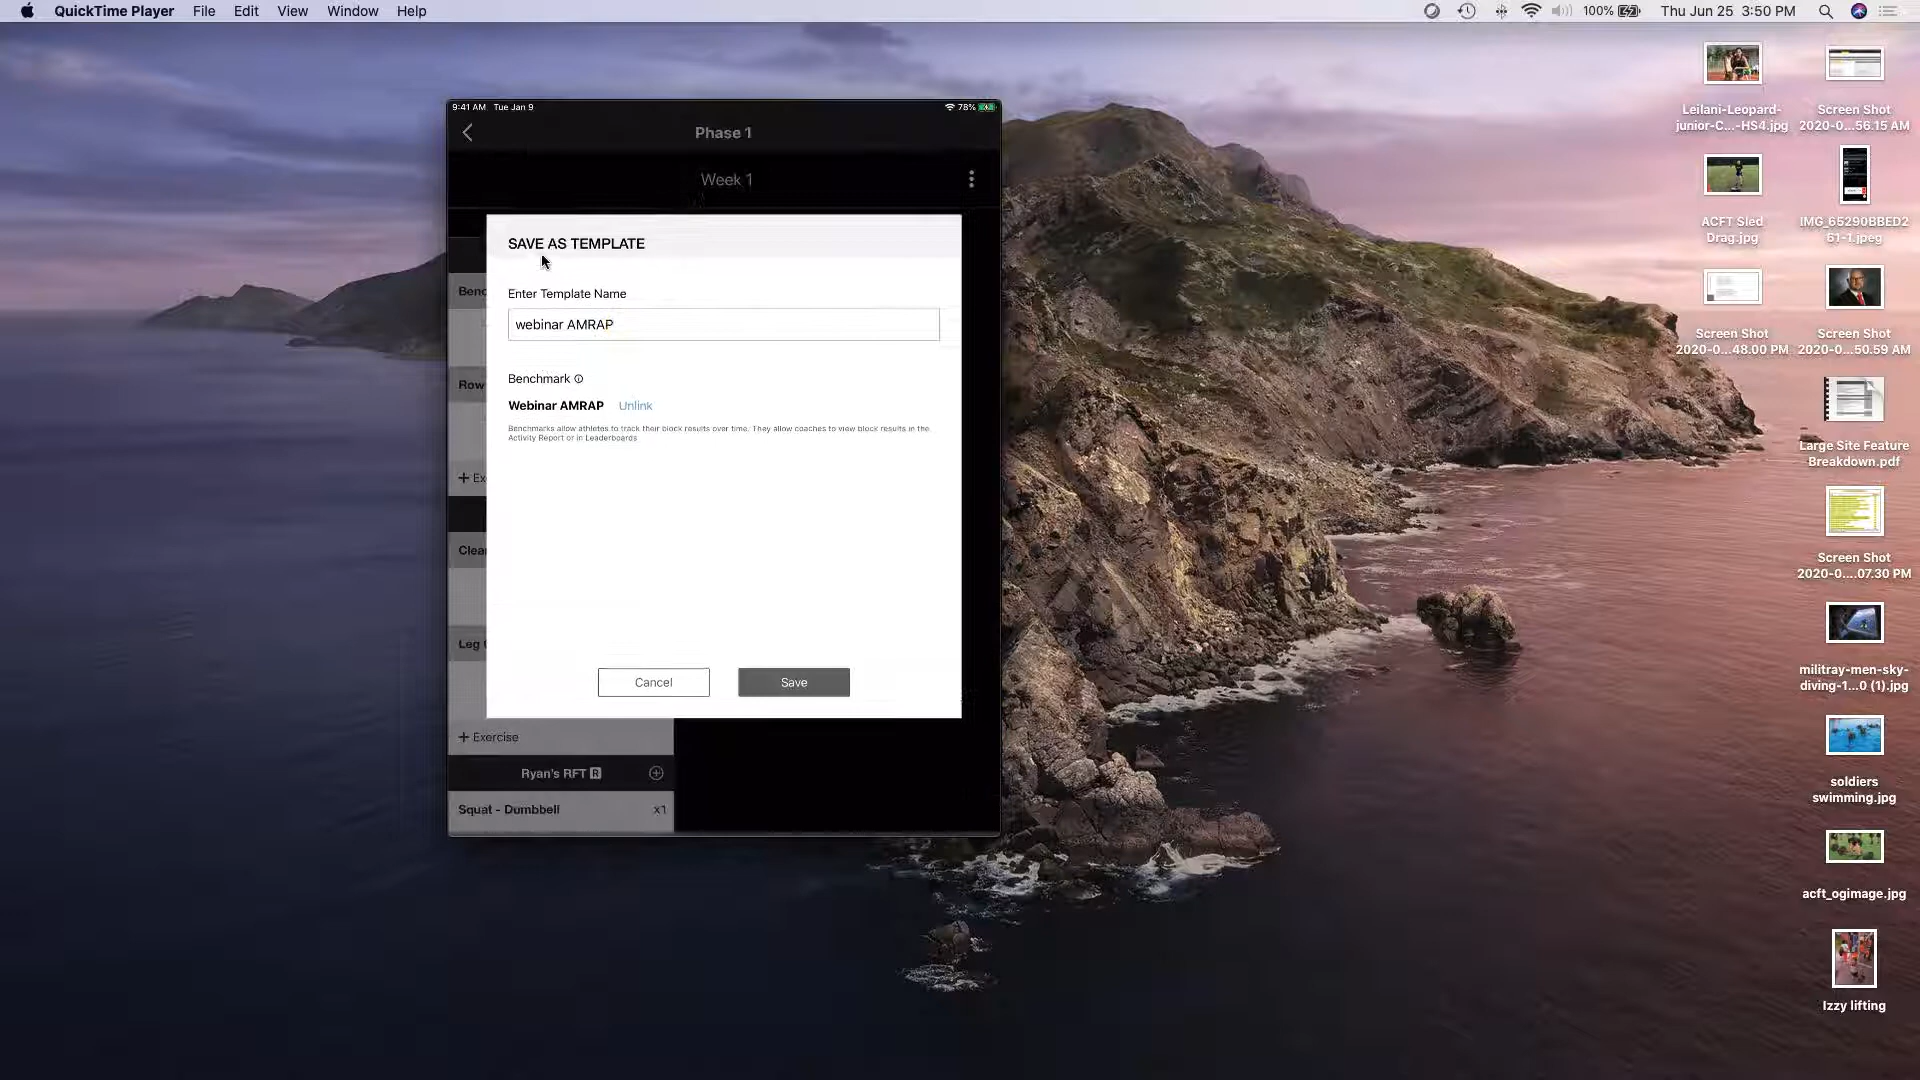 QuickTime Player File Edit View Window Help
100% Thu Jun 25 3:50 PM
9:41 AM Tue Jan 9
78%
Phase 1
Week 1
SAVE AS TEMPLATE
Enter Template Name
webinar AMRAP
Benchmark
Webinar AMRAP Unlink
Benchmarks allow athletes to track their block results over time. They allow coaches to view block results in the
Activity Report or in Leaderboards
Cancel
Save
Row
Leg
+ Exercise
Ryan's RFT R
Squat - Dumbbell x1
Leilani-Leopard-
junior-C...-HS4.jpg
Screen Shot
2020-0...56.15 AM
ACFT Sled
Drag.jpg
IMG_65290BBED2
61-1.jpeg
Screen Shot
2020-0...48.00 PM
Screen Shot
2020-0...50.59 AM
Large Site Feature
Breakdown.pdf
Screen Shot
2020-0....07.30 PM
militray-men-sky-
diving-1...0 (1).jpg
soldiers
swimming.jpg
acft_ogimage.jpg
Izzy lifting